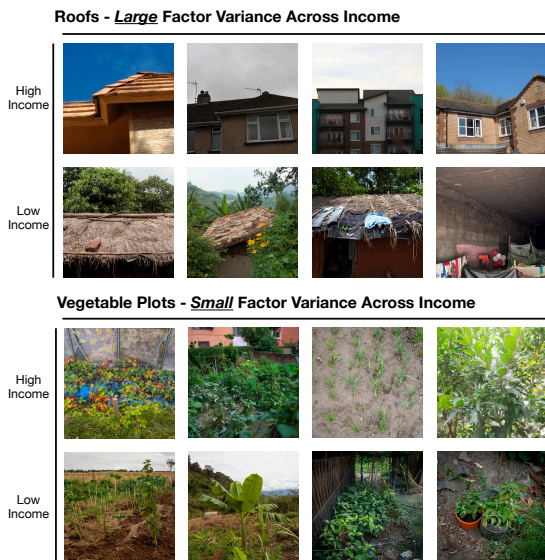 Roofs - Large Factor Variance Across Income
High
Income
Low
Income
Vegetable Plots - Small Factor Variance Across Income
High
Income
Low
Income